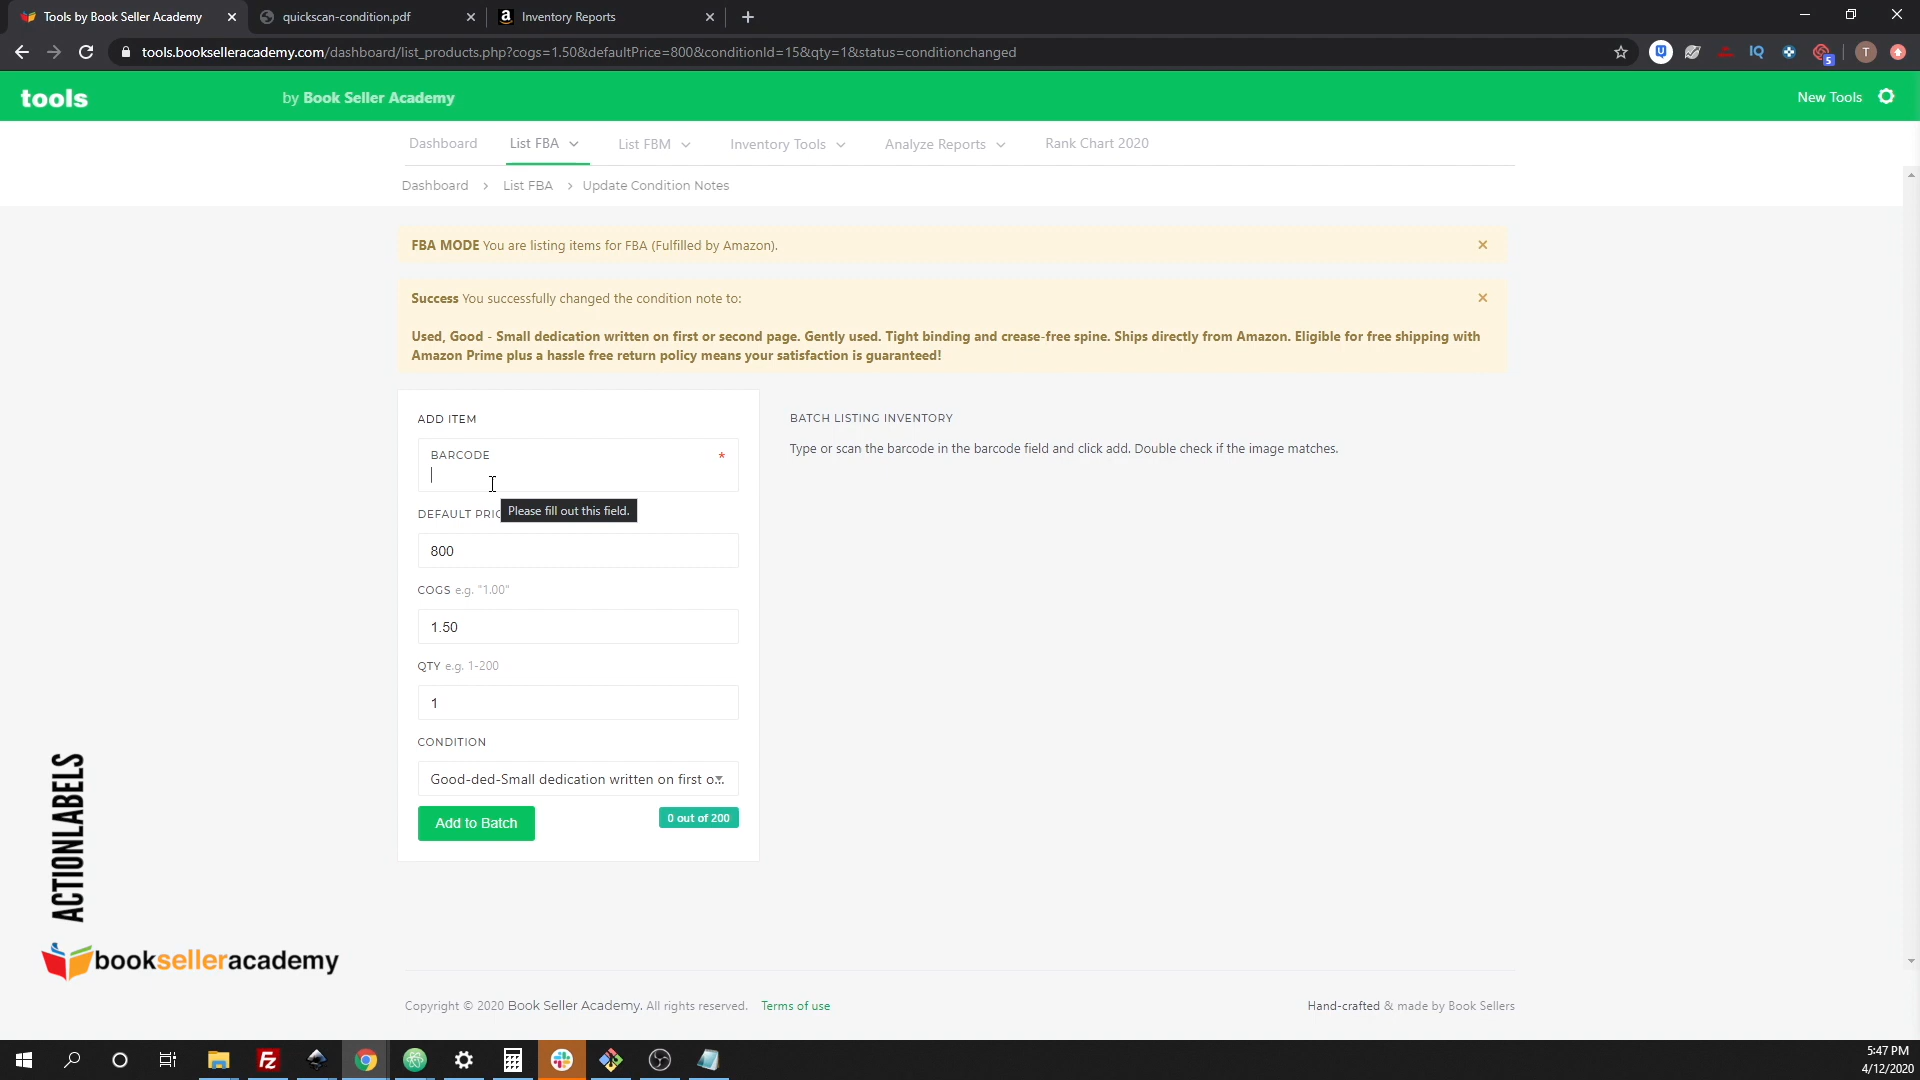 Tools by Book Seller Academy
quickscan-condition.pdf
Inventory Reports
tools.bookselleracademy.com/dashboard/list_products.php?cogs=1.50&defaultPrice=800&conditionId=15&qty=1&status=conditionchanged
IQ
5
T
tools
by Book Seller Academy
New Tools
Dashboard
List FBA
List FBM
Inventory Tools
Analyze Reports
Rank Chart 2020
Dashboard > List FBA > Update Condition Notes
FBA MODE You are listing items for FBA (Fulfilled by Amazon).
Success You successfully changed the condition note to:
Used, Good - Small dedication written on first or second page. Gently used. Tight binding and crease-free spine. Ships directly from Amazon. Eligible for free shipping with
Amazon Prime plus a hassle free return policy means your satisfaction is guaranteed!
ADD ITEM
BARCODE *
Please fill out this field.
DEFAULT PRIC
800
COGS e.g. "1.00"
1.50
QTY e.g. 1-200
1
CONDITION
Good-ded-Small dedication written on first o...
Add to Batch
0 out of 200
BATCH LISTING INVENTORY
Type or scan the barcode in the barcode field and click add. Double check if the image matches.
ACTIONLABELS
bookselleracademy
Copyright © 2020 Book Seller Academy. All rights reserved. Terms of use
Hand-crafted & made by Book Sellers
5:47 PM
4/12/2020